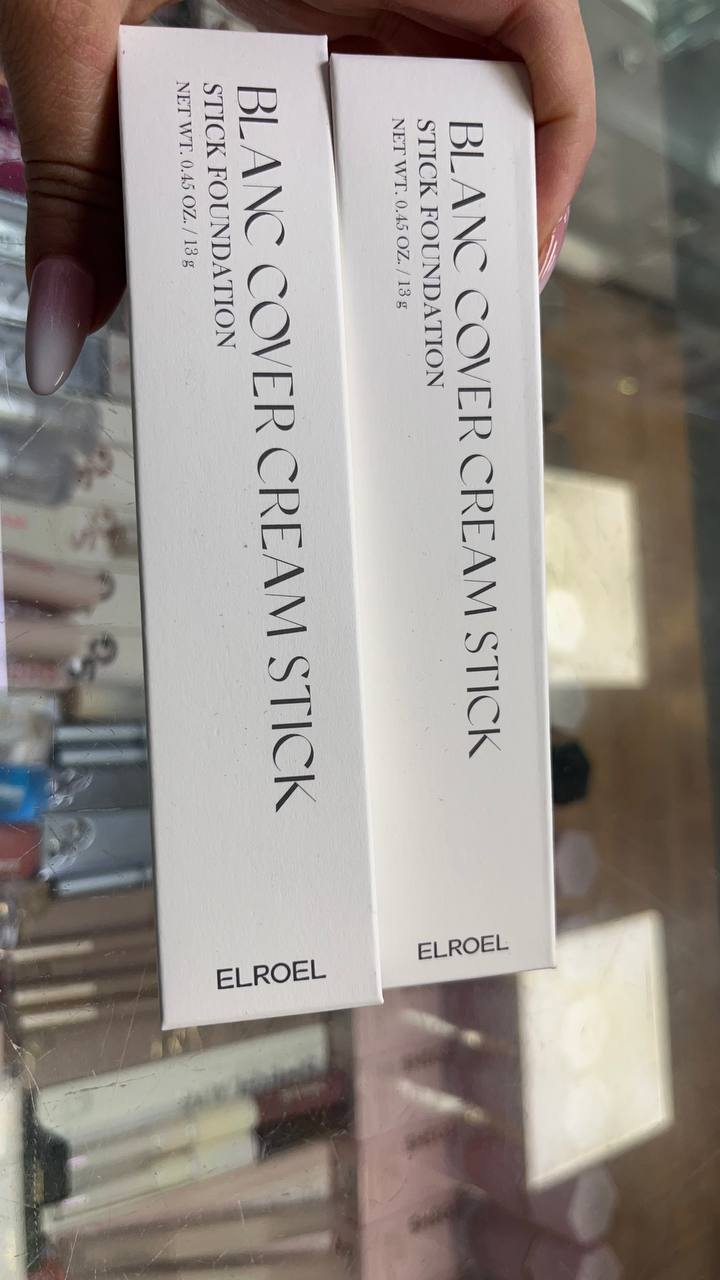 BLANC COVER CREAM STICK
STICK FOUNDATION
NET WT. 0.45 OZ. / 13 g
ELROEL
BLANC COVER CREAM STICK
STICK FOUNDATION
NET WT. 0.45 OZ. / 13 g
ELROEL